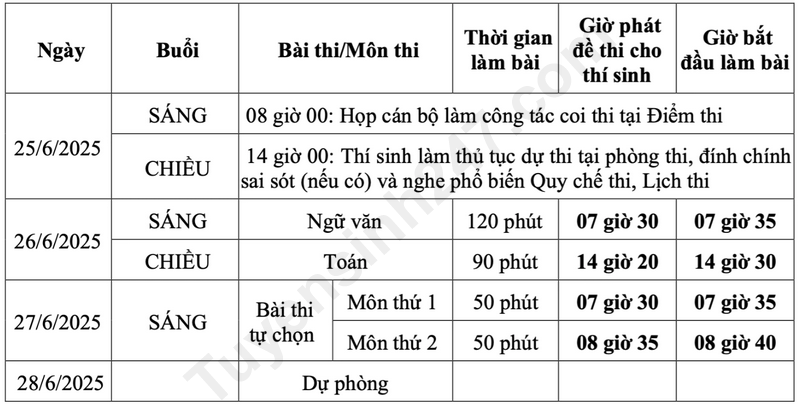 Ngày
Buổi
Bài thi/Môn thi
Thời gian
làm bài
Giờ phát
đề thi cho
thí sinh
Giờ bắt
đầu làm bài
25/6/2025
SÁNG
08 giờ 00: Họp cán bộ làm công tác coi thi tại Điểm thi
CHIỀU
14 giờ 00: Thí sinh làm thủ tục dự thi tại phòng thi, đính chính
sai sót (nếu có) và nghe phổ biến Quy chế thi, Lịch thi
26/6/2025
SÁNG
Ngữ văn
120 phút
07 giờ 30
07 giờ 35
CHIỀU
Toán
90 phút
14 giờ 20
14 giờ 30
27/6/2025
SÁNG
Bài thi
tự chọn
Môn thứ 1
50 phút
07 giờ 30
07 giờ 35
Môn thứ 2
50 phút
08 giờ 35
08 giờ 40
28/6/2025
Dự phòng
Tuyensinh247.com